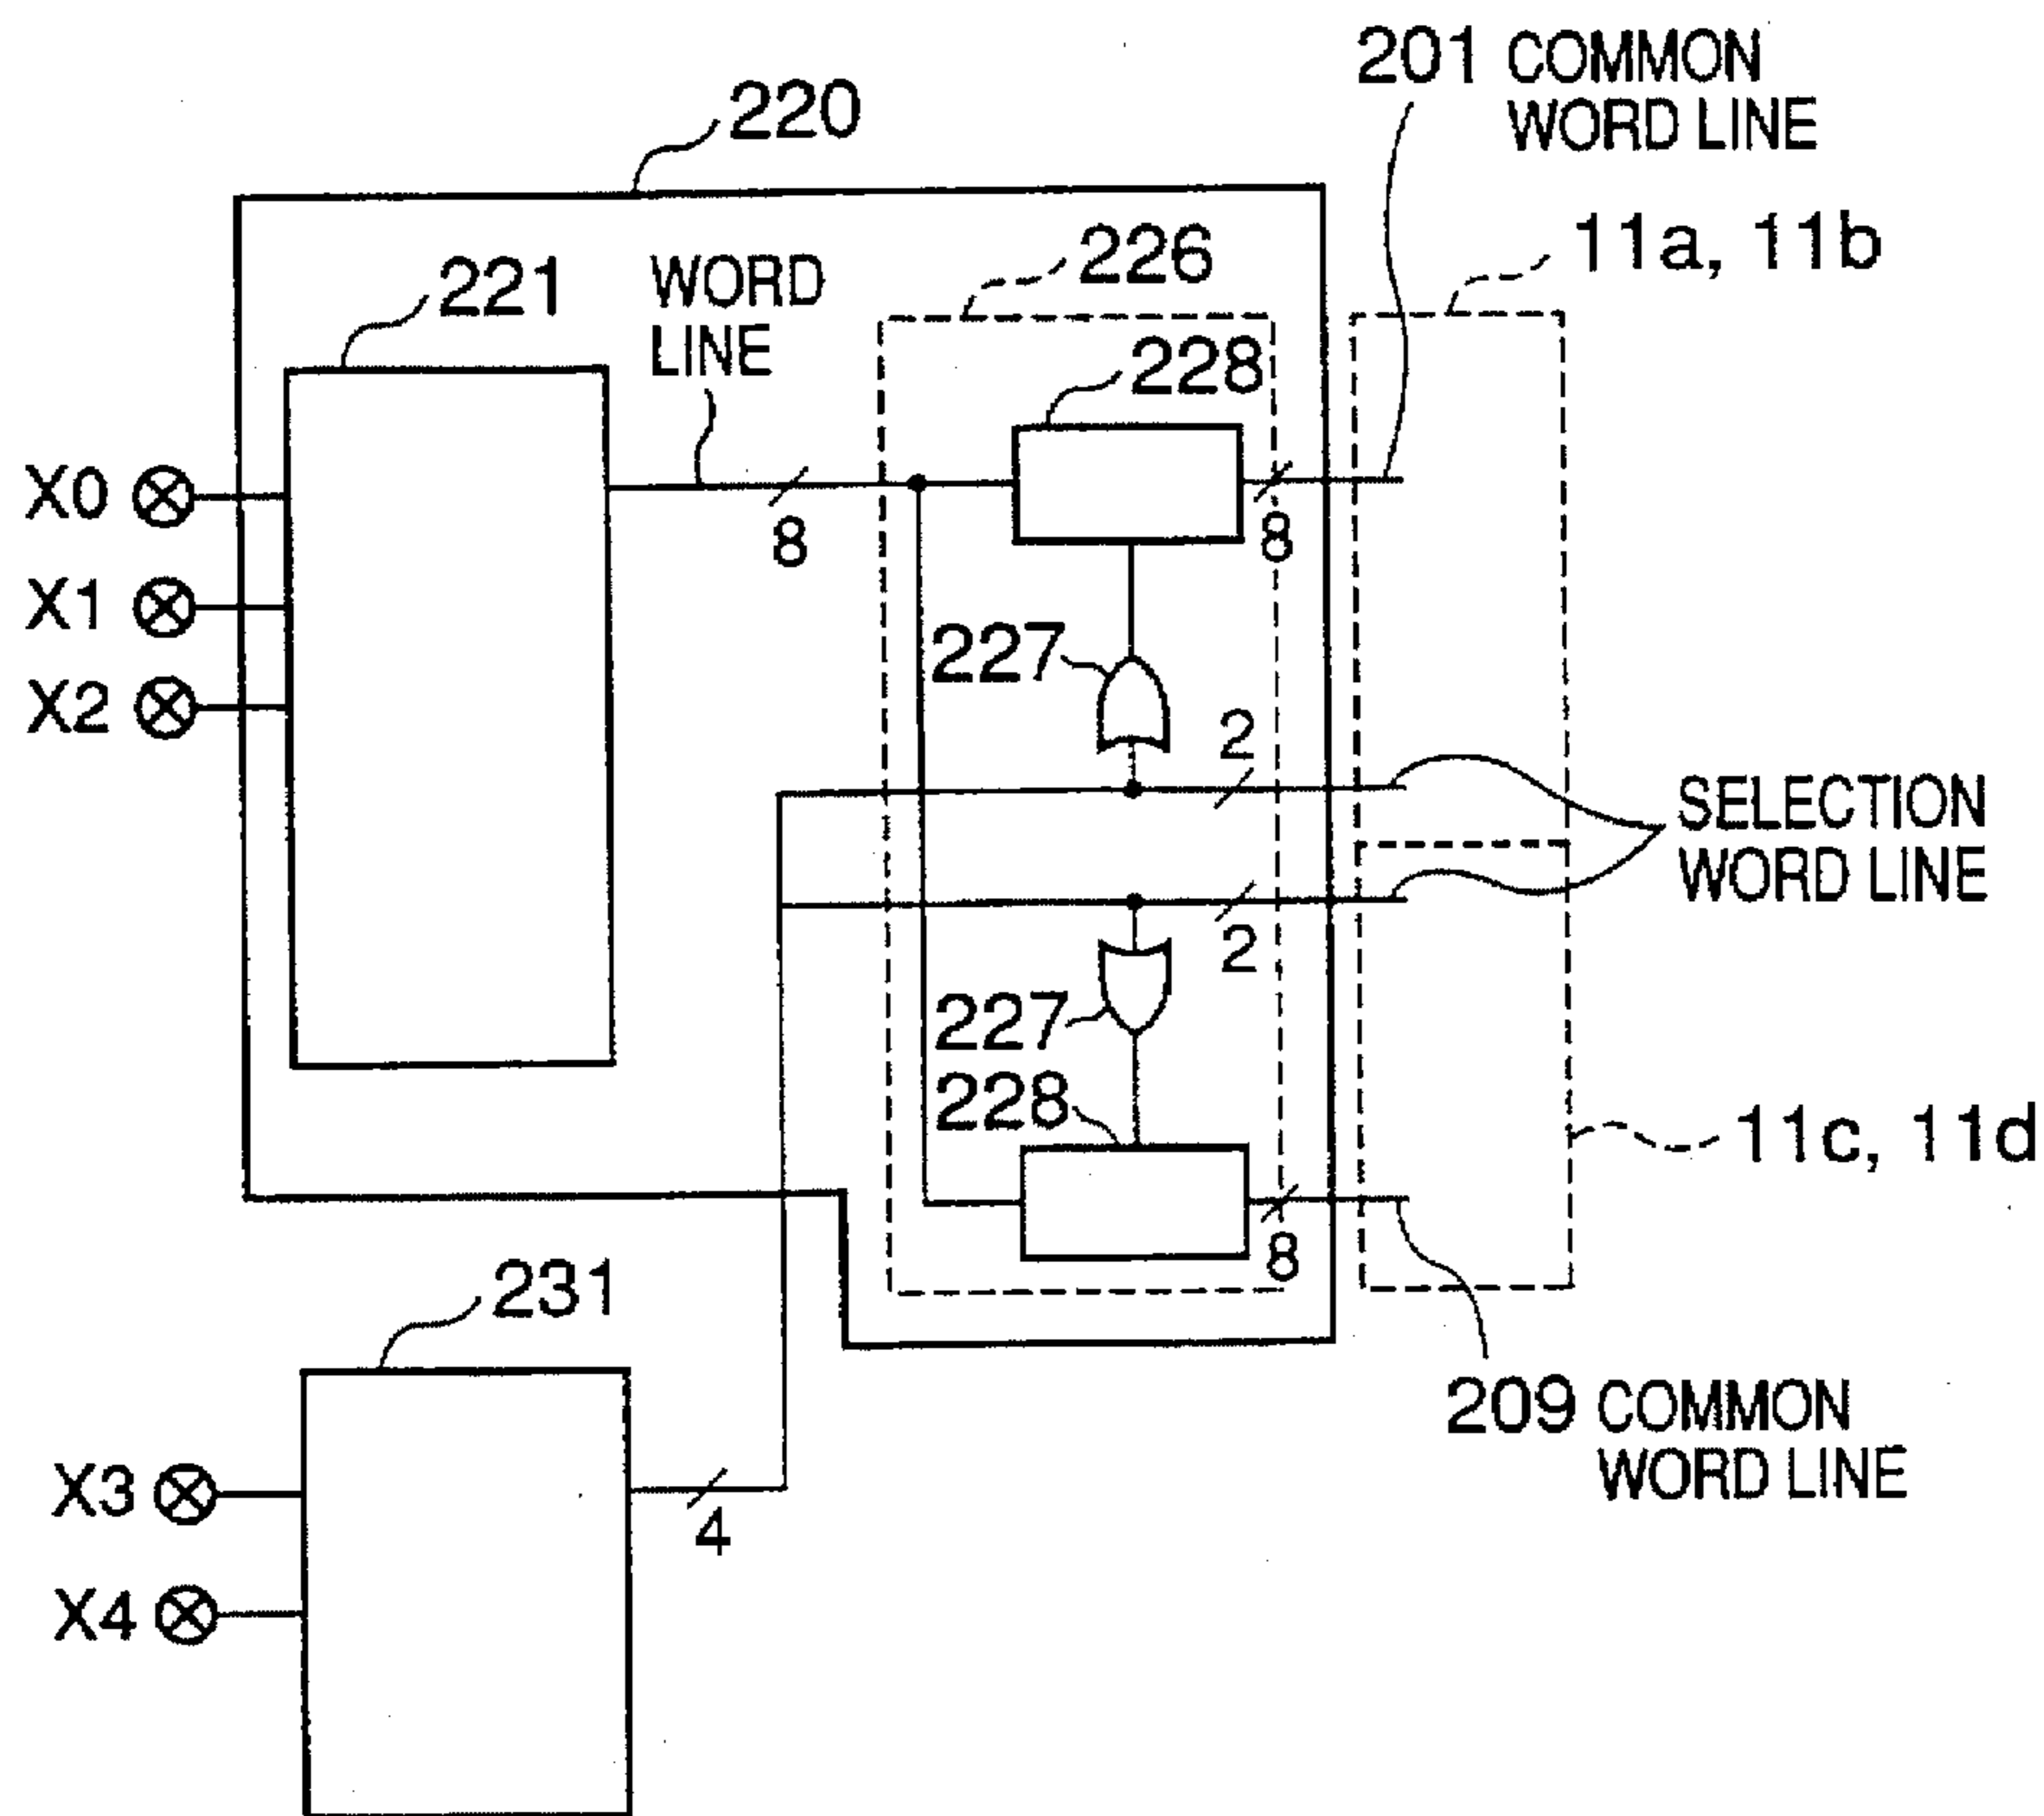 201 COMMON
WORD LINE
220
11a, 11b
226
221
WORD
LINE
228
X0
8
8
X1
227
X2
2
SELECTION
WORD LINE
2
227
228
11c, 11d
8
231
209 COMMON
WORD LINE
X3
4
X4